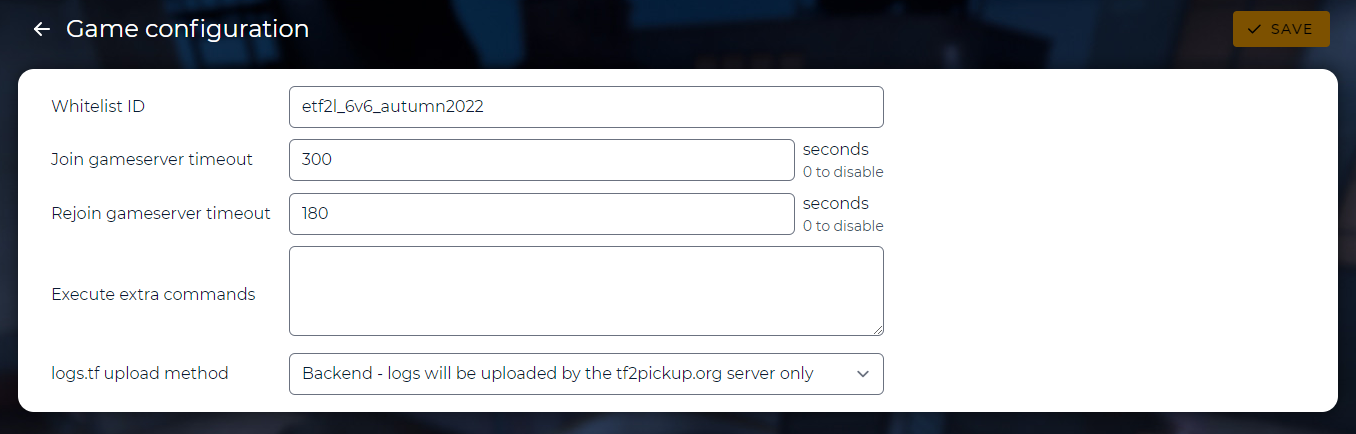 Game configuration
SAVE
Whitelist ID
etf2l_6v6_autumn2022
Join gameserver timeout
300
seconds
0 to disable
Rejoin gameserver timeout
180
seconds
0 to disable
Execute extra commands
logs.tf upload method
Backend - logs will be uploaded by the tf2pickup.org server only